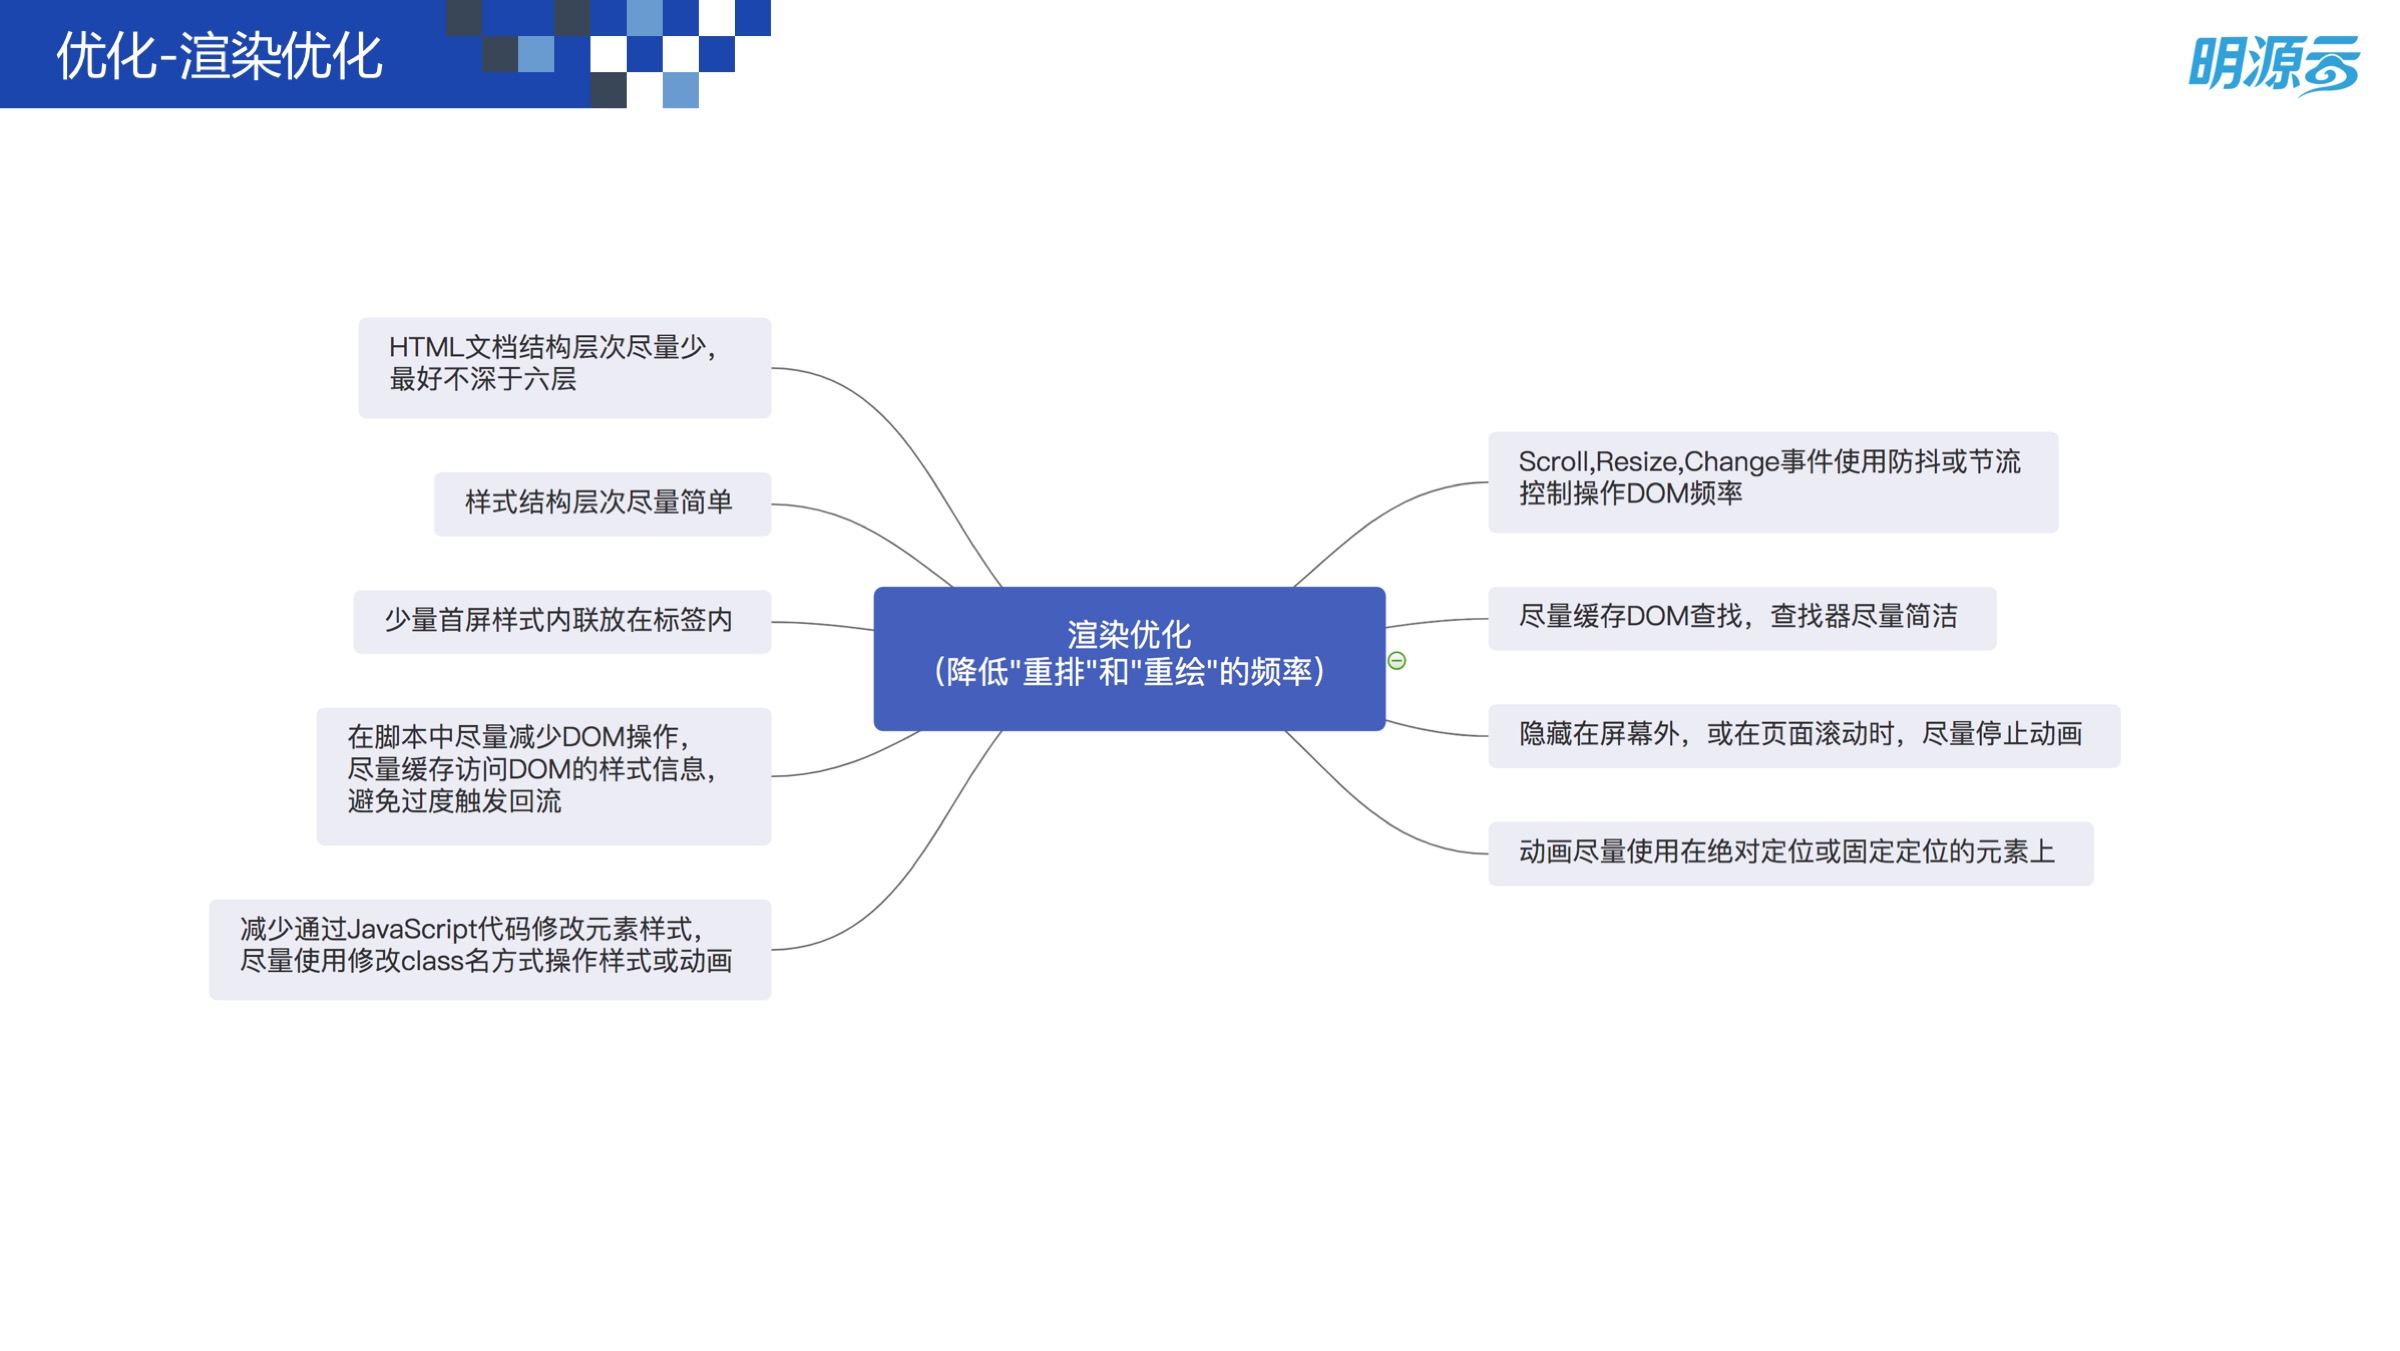 优化-渲染优化
明源云
HTML文档结构层次尽量少，
最好不深于六层
样式结构层次尽量简单
少量首屏样式内联放在标签内
在脚本中尽量减少DOM操作，
尽量缓存访问DOM的样式信息，
避免过度触发回流
减少通过JavaScript代码修改元素样式，
尽量使用修改class名方式操作样式或动画
渲染优化
（降低"重排"和"重绘"的频率）
Scroll,Resize,Change事件使用防抖或节流
控制操作DOM频率
尽量缓存DOM查找，查找器尽量简洁
隐藏在屏幕外，或在页面滚动时，尽量停止动画
动画尽量使用在绝对定位或固定定位的元素上